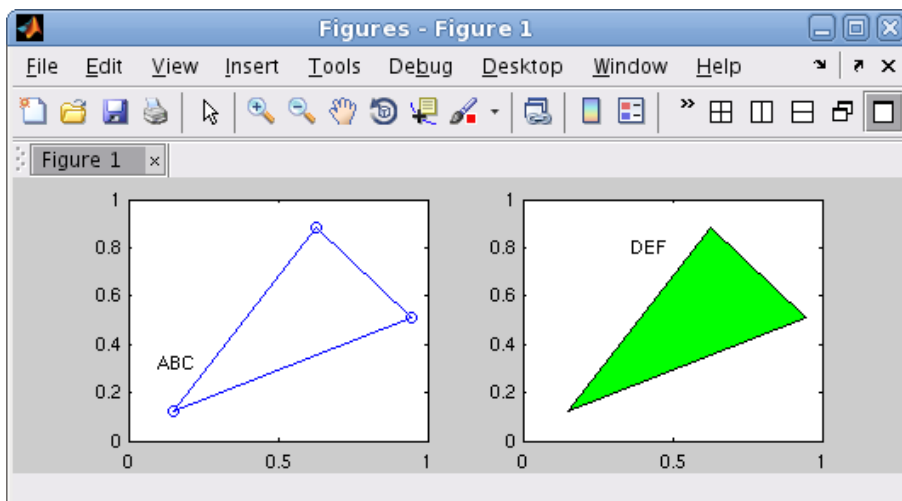 Figures - Figure 1
File Edit View Insert Tools Debug Desktop Window Help
Figure 1
1 1
0.8 0.8 DEF
0.6 0.6
0.4 0.4
ABC
0.2 0.2
0 0
0 0.5 1 0 0.5 1